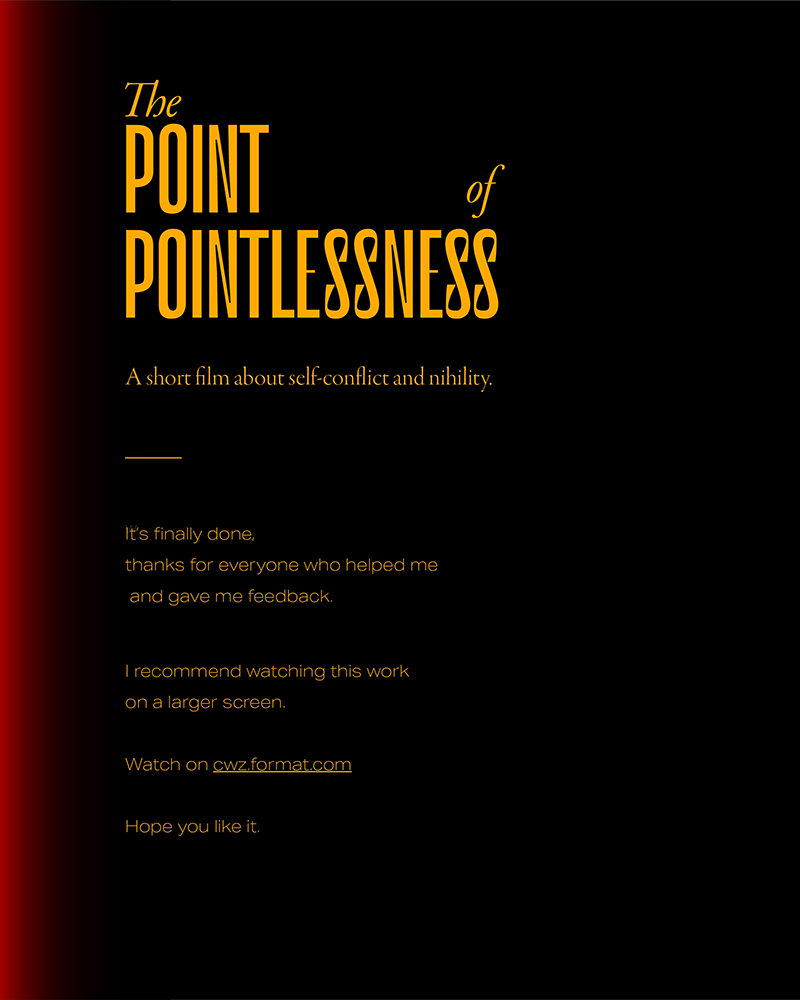 The
POINT
of
POINTLESSNESS
A short film about self-conflict and nihility.
It's finally done,
thanks for everyone who helped me
and gave me feedback.
I recommend watching this work
on a larger screen.
Watch on cwz.format.com
Hope you like it.